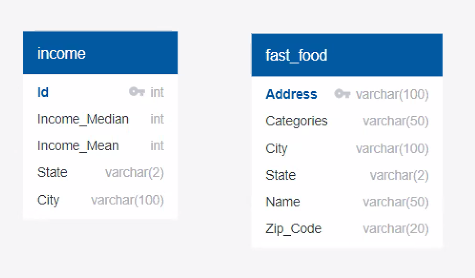 income
Id int
Income_Median int
Income_Mean int
State varchar(2)
City varchar(100)
fast_food
Address varchar(100)
Categories varchar(50)
City varchar(100)
State varchar(2)
Name varchar(50)
Zip_Code varchar(20)